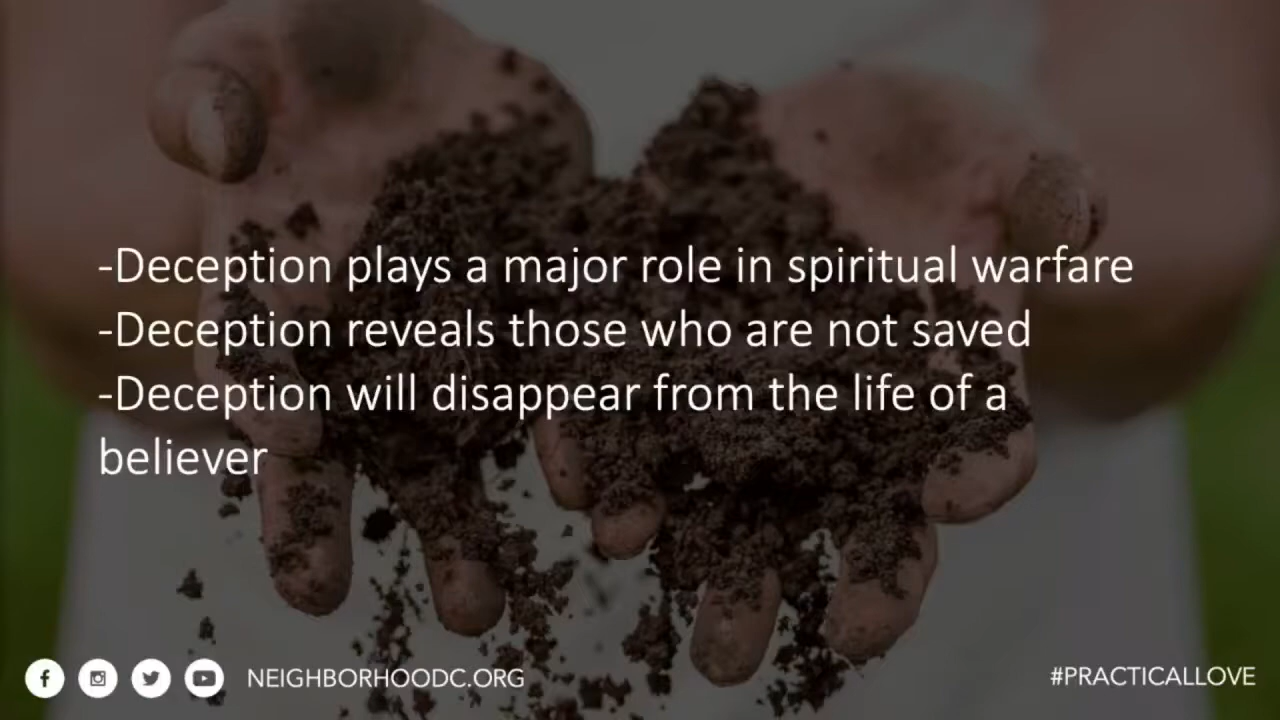 -Deception plays a major role in spiritual warfare
-Deception reveals those who are not saved
-Deception will disappear from the life of a
believer
NEIGHBORHOODC.ORG
#PRACTICALLOVE